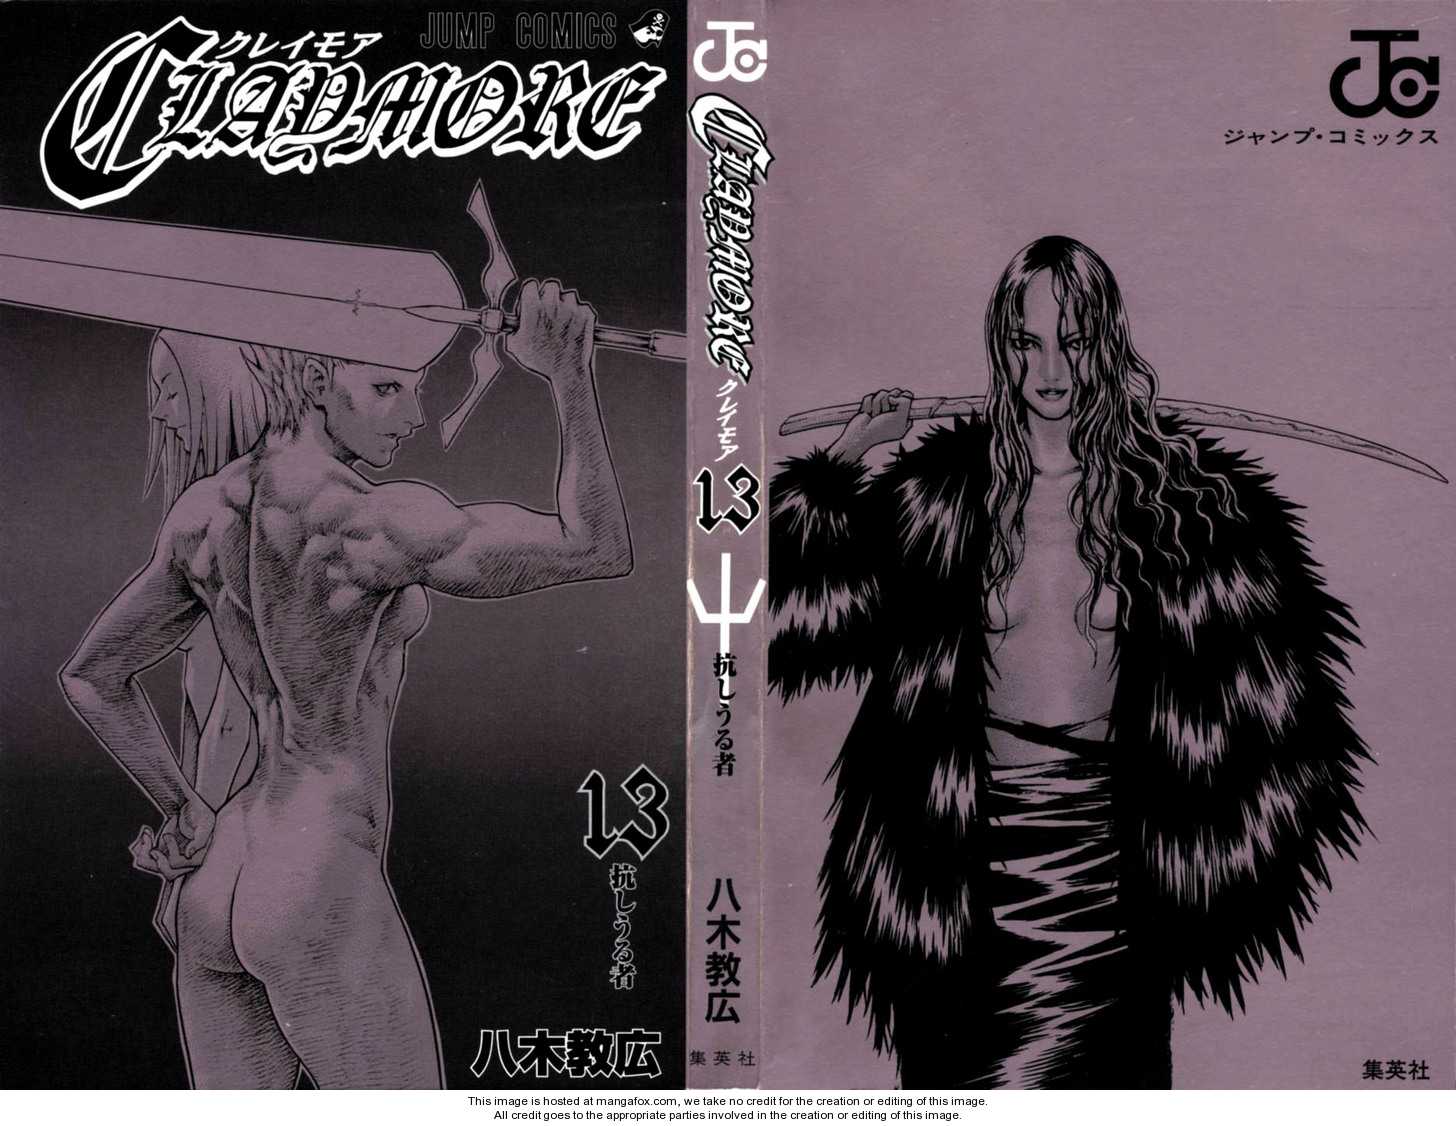 JUMP COMICS
クレイモア
CLAYMORE
13
抗しうる者
八木教広
JC
CLAYMORE
クレイモア
13
抗しうる者
八木教広
集英社
JC
ジャンプ・コミックス
集英社
This image is hosted at mangafox.com, we take no credit for the creation or editing of this image.
All credit goes to the appropriate parties involved in the creation or editing of this image.